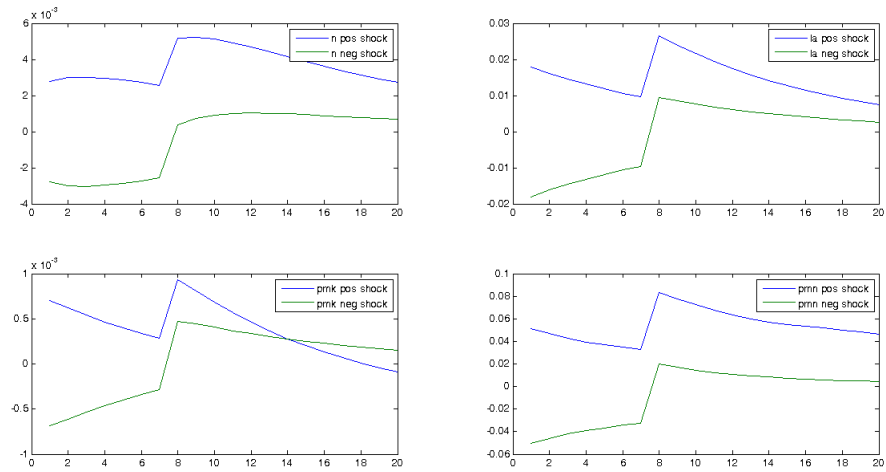 x 10⁻³
6
4
2
0
-2
-4
0 2 4 6 8 10 12 14 16 18 20
n pos shock
n neg shock
0.03
0.02
0.01
0
-0.01
-0.02
0 2 4 6 8 10 12 14 16 18 20
la pos shock
la neg shock
x 10⁻³
1
0.5
0
-0.5
-1
0 2 4 6 8 10 12 14 16 18 20
pmk pos shock
pmk neg shock
0.1
0.08
0.06
0.04
0.02
0
-0.02
-0.04
-0.06
0 2 4 6 8 10 12 14 16 18 20
pmn pos shock
pmn neg shock